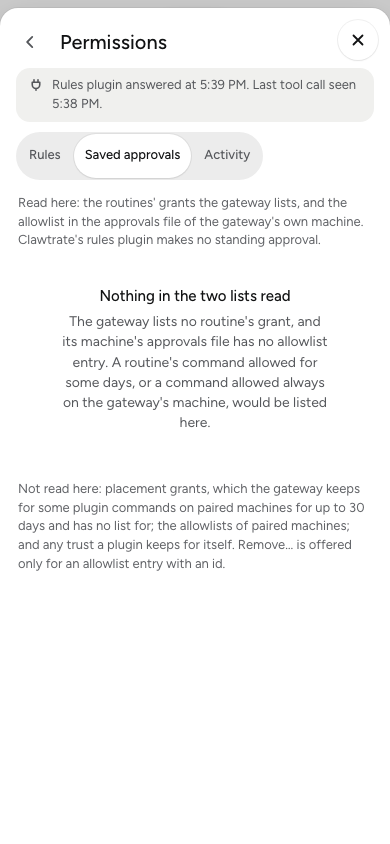 Permissions
Rules plugin answered at 5:39 PM. Last tool call seen
5:38 PM.
Rules
Saved approvals
Activity
Read here: the routines' grants the gateway lists, and the
allowlist in the approvals file of the gateway's own machine.
Clawtrate's rules plugin makes no standing approval.
Nothing in the two lists read
The gateway lists no routine's grant, and
its machine's approvals file has no allowlist
entry. A routine's command allowed for
some days, or a command allowed always
on the gateway's machine, would be listed
here.
Not read here: placement grants, which the gateway keeps
for some plugin commands on paired machines for up to 30
days and has no list for; the allowlists of paired machines;
and any trust a plugin keeps for itself. Remove... is offered
only for an allowlist entry with an id.